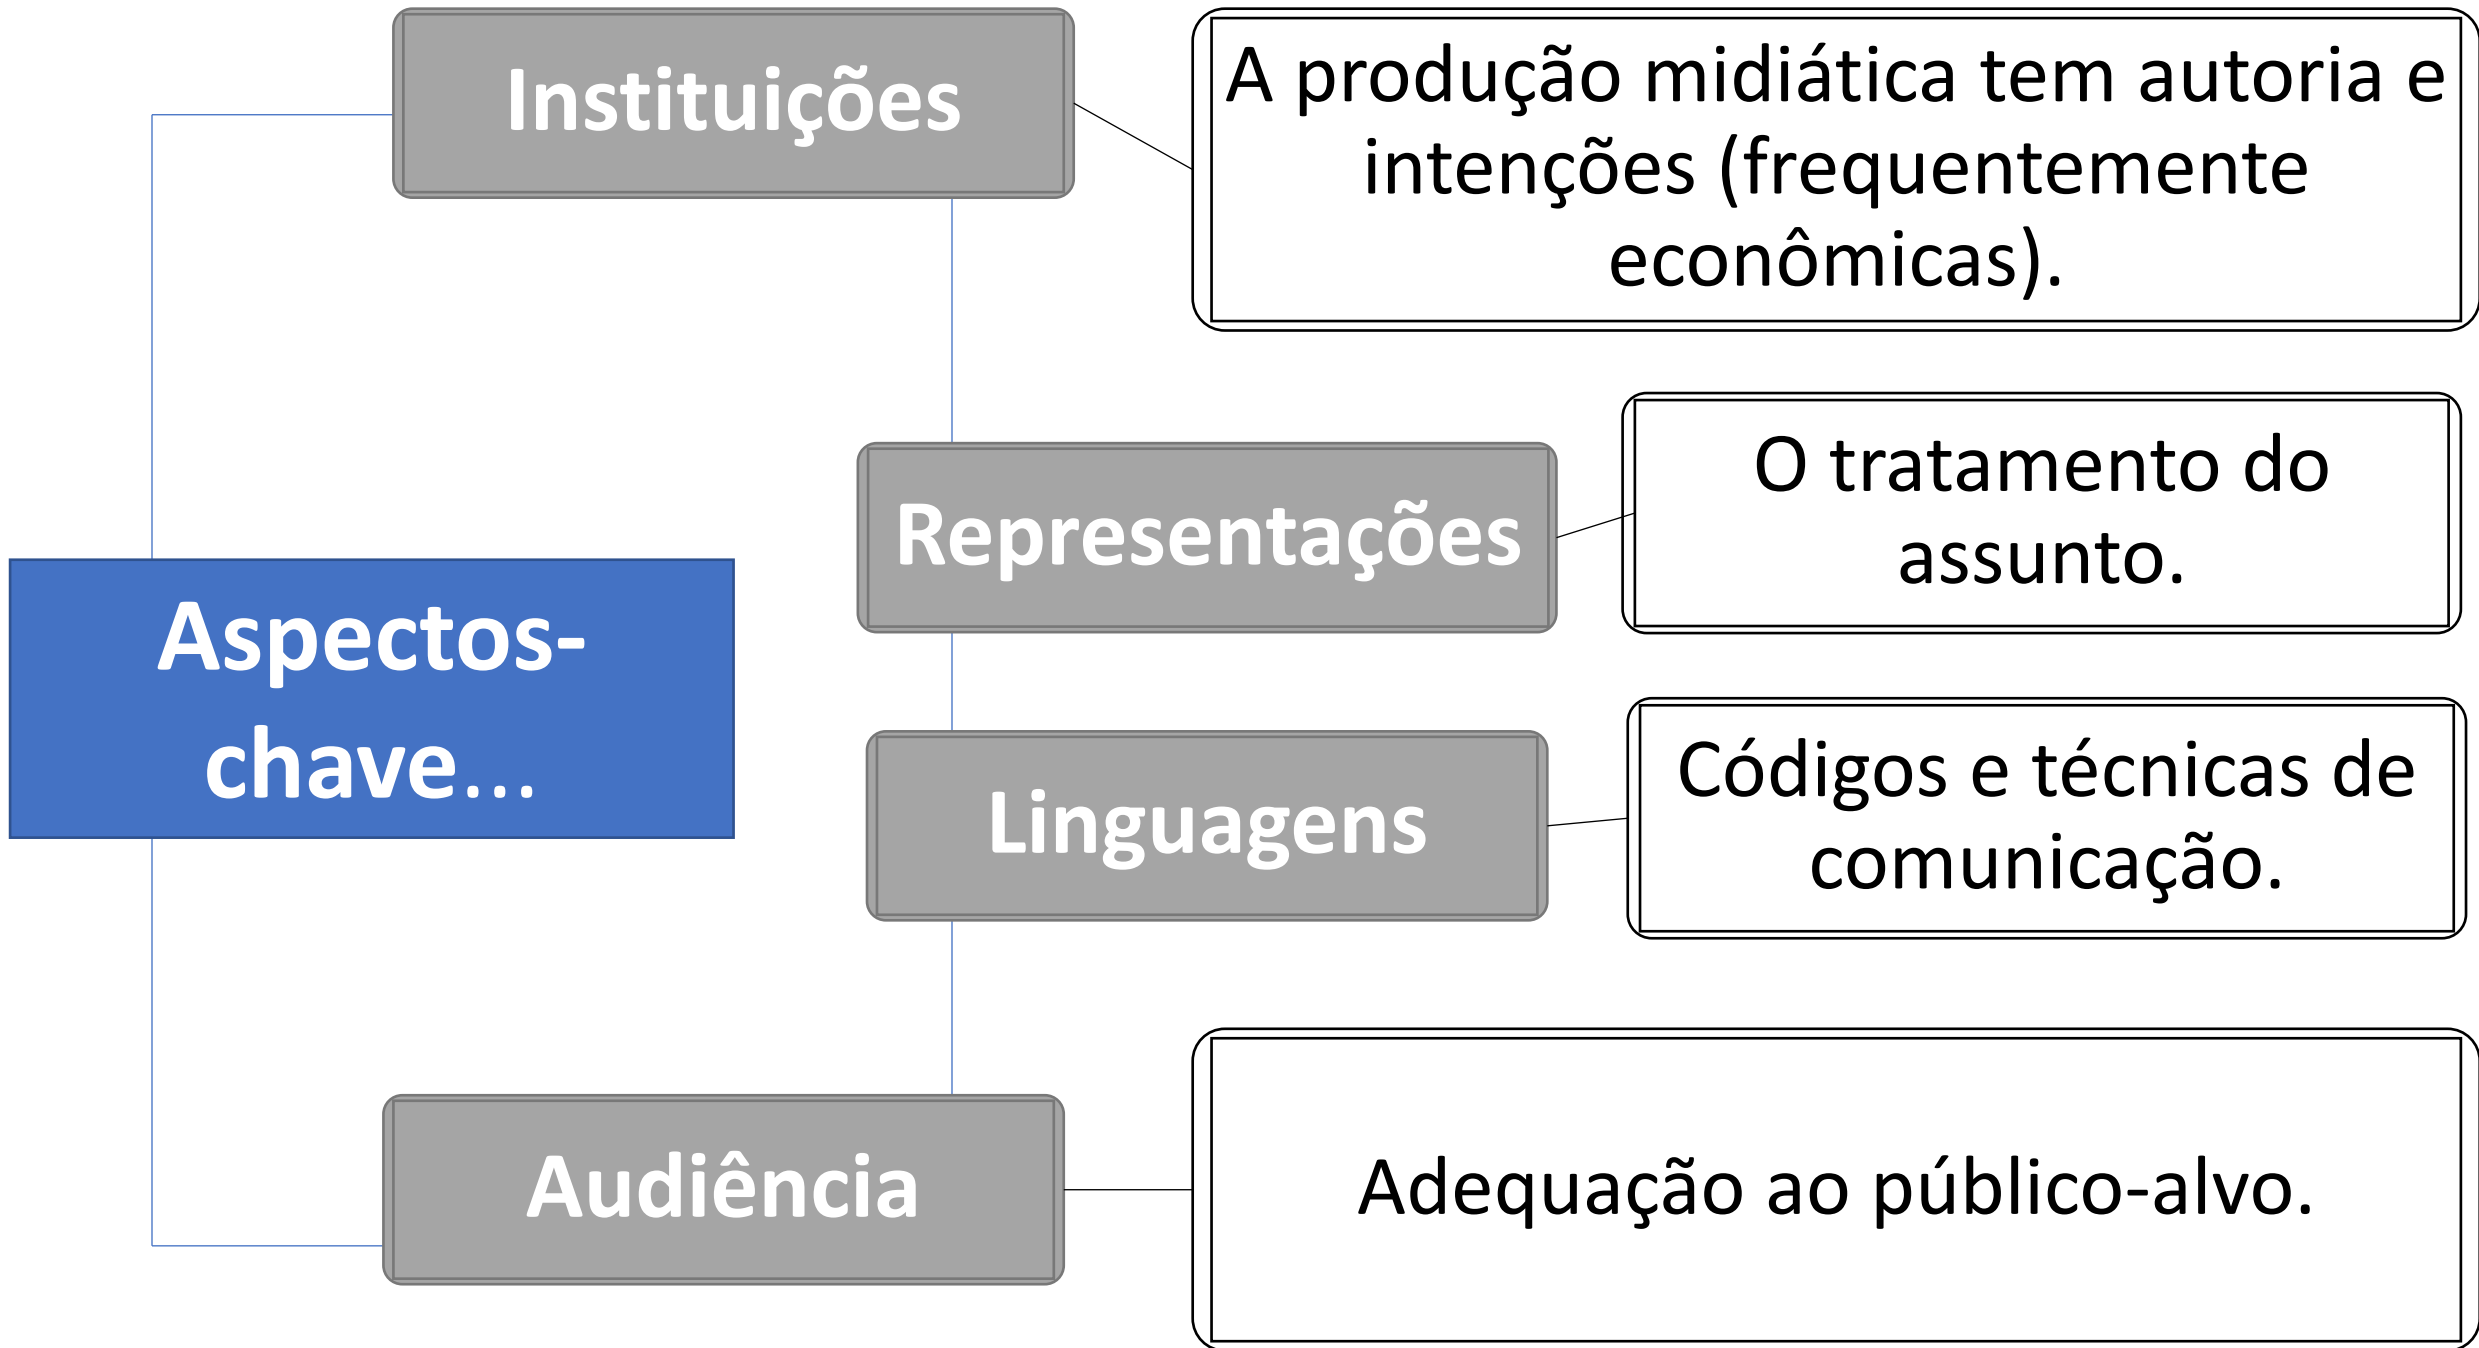 Instituições
A produção midiática tem autoria e
intenções (frequentemente
econômicas).
Representações
O tratamento do
assunto.
Aspectos-
chave...
Linguagens
Códigos e técnicas de
comunicação.
Audiência
Adequação ao público-alvo.